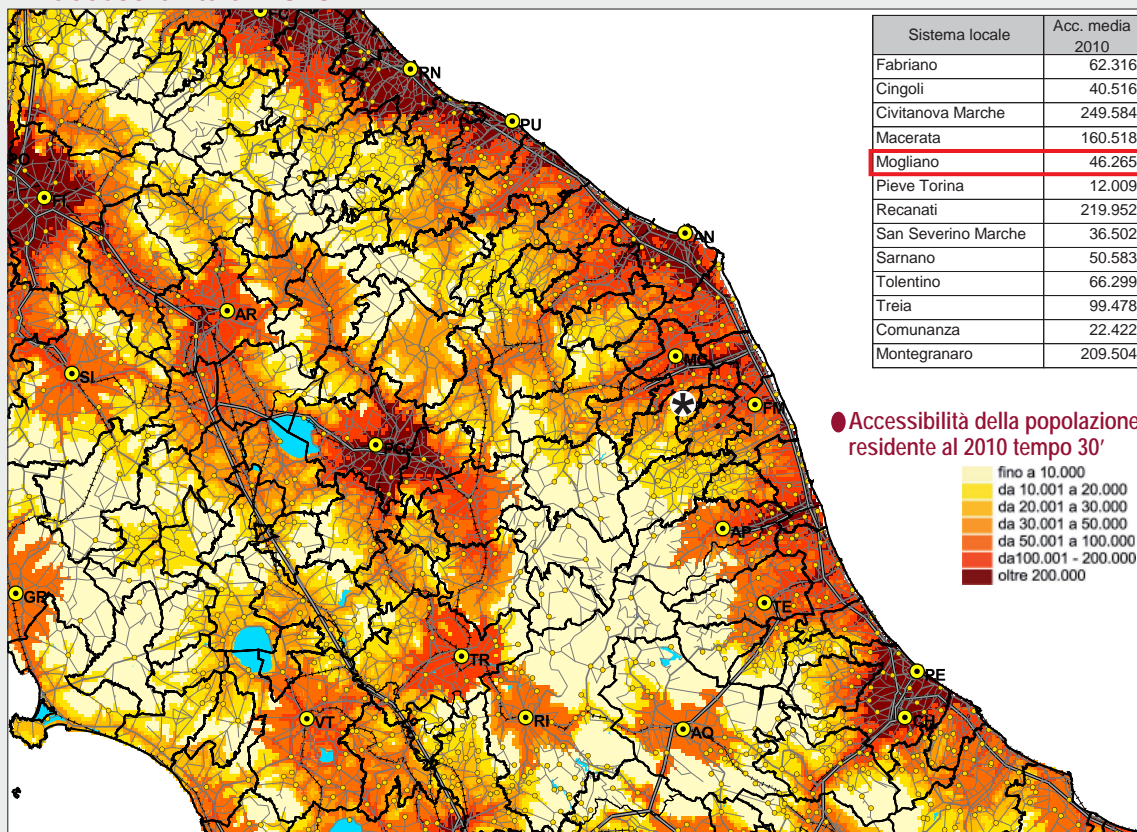 Sistema locale Acc. media 2010
Fabriano 62.316
Cingoli 40.516
Civitanova Marche 249.584
Macerata 160.518
Mogliano 46.265
Pieve Torina 12.009
Recanati 219.952
San Severino Marche 36.502
Sarnano 50.583
Tolentino 66.299
Treia 99.478
Comunanza 22.422
Montegranaro 209.504
Accessibilità della popolazione
residente al 2010 tempo 30'
fino a 10.000
da 10.001 a 20.000
da 20.001 a 30.000
da 30.001 a 50.000
da 50.001 a 100.000
da100.001 - 200.000
oltre 200.000
RN
PU
AN
FI
AR
SI
MC
FM
PG
AP
GR
TE
TR
PE
VT
RI
AQ
CH